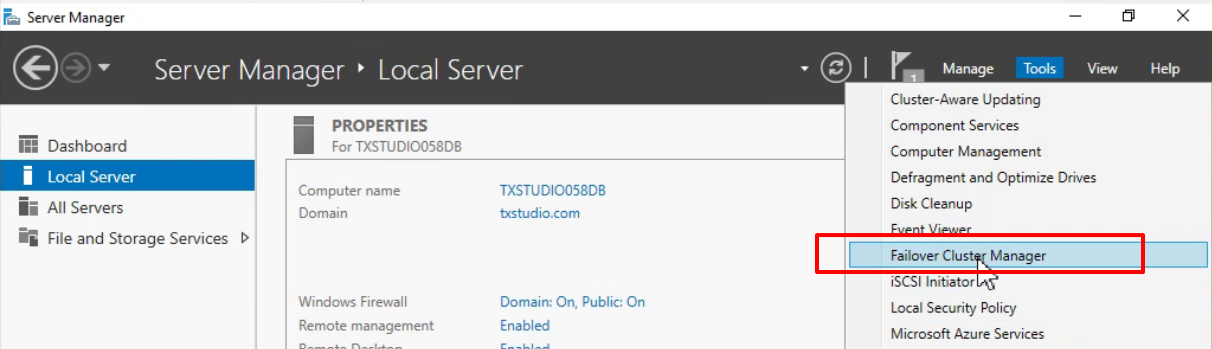 Server Manager
Server Manager ‣ Local Server
1
Manage
Tools
View
Help
Dashboard
Local Server
All Servers
File and Storage Services
PROPERTIES
For TXSTUDIO058DB
Computer name TXSTUDIO058DB
Domain txstudio.com
Windows Firewall Domain: On, Public: On
Remote management Enabled
Remote Desktop Enabled
Cluster-Aware Updating
Component Services
Computer Management
Defragment and Optimize Drives
Disk Cleanup
Event Viewer
Failover Cluster Manager
iSCSI Initiator
Local Security Policy
Microsoft Azure Services